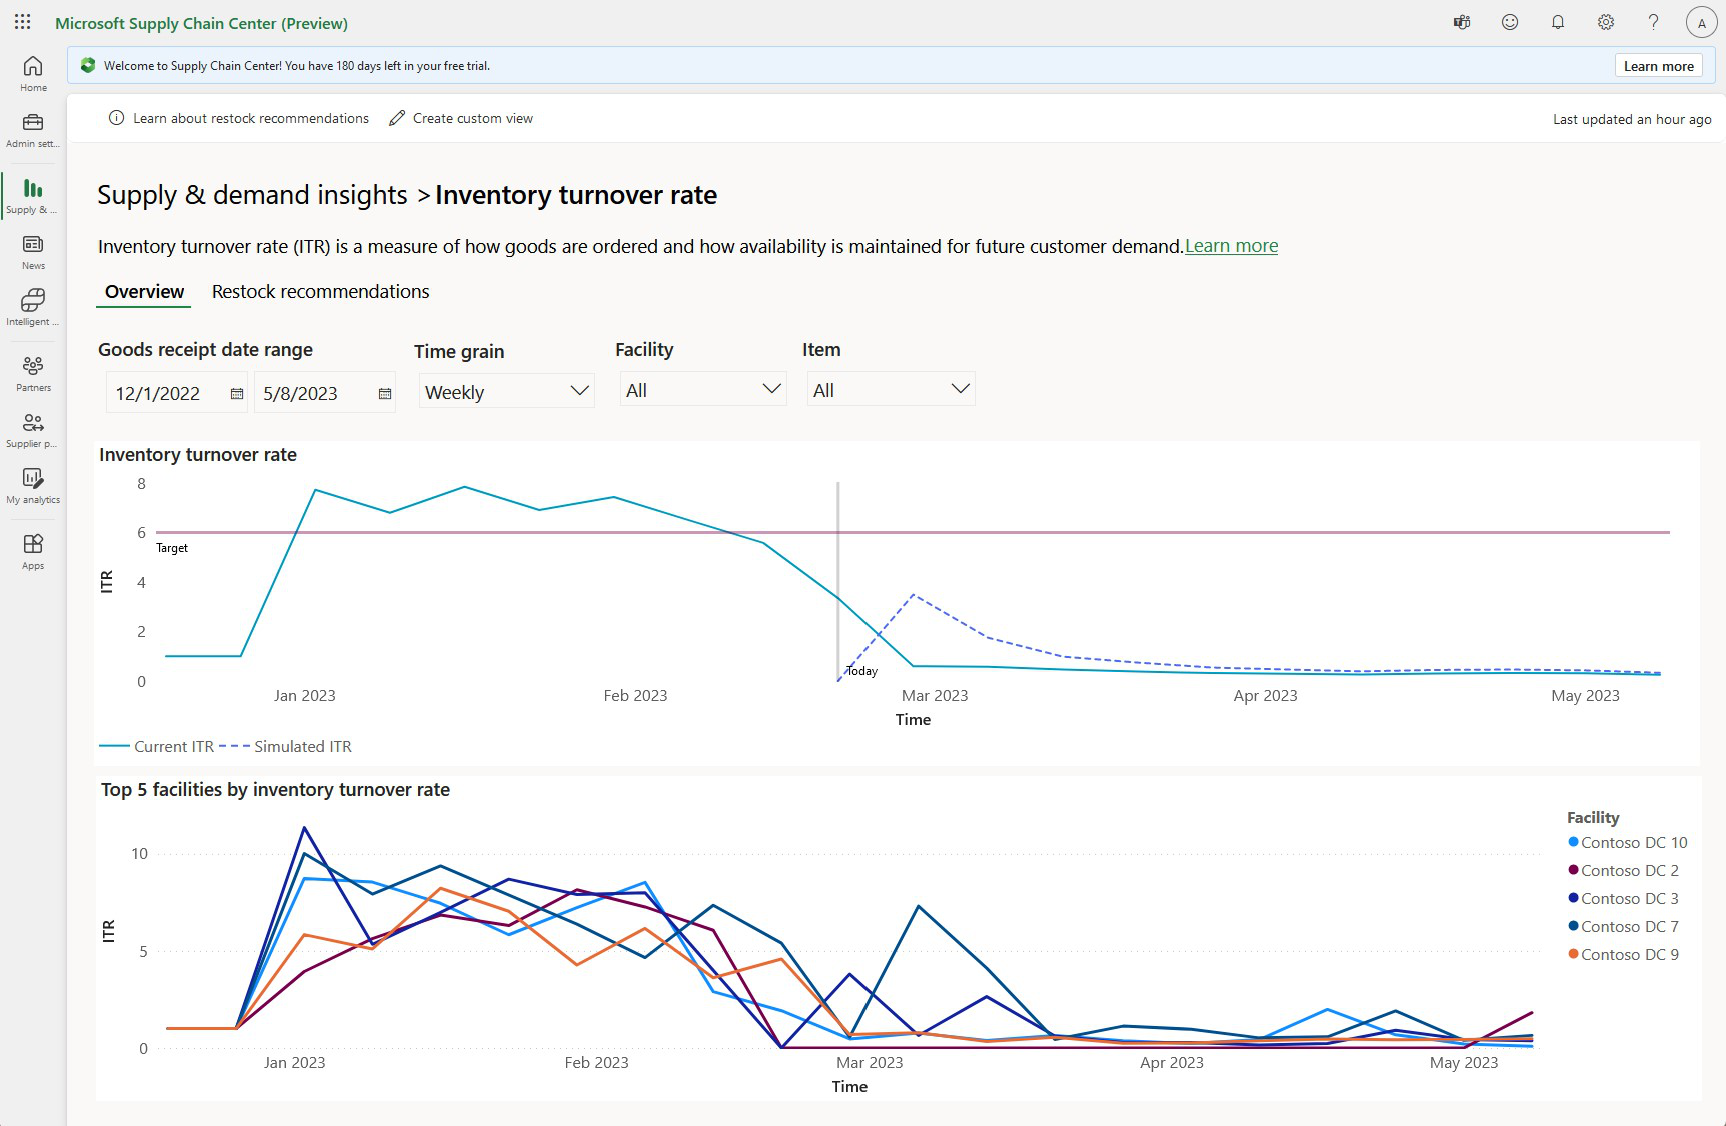 Microsoft Supply Chain Center (Preview)
A
Welcome to Supply Chain Center! You have 180 days left in your free trial.
Learn more
Home
Admin sett...
Supply & ...
News
Intelligent ...
Partners
Supplier p...
My analytics
Apps
Learn about restock recommendations
Create custom view
Last updated an hour ago
Supply & demand insights > Inventory turnover rate
Inventory turnover rate (ITR) is a measure of how goods are ordered and how availability is maintained for future customer demand. Learn more
Overview
Restock recommendations
Goods receipt date range
Time grain
Facility
Item
12/1/2022
5/8/2023
Weekly
All
All
Inventory turnover rate
8
6
4
2
0
ITR
Target
Today
Jan 2023
Feb 2023
Mar 2023
Apr 2023
May 2023
Time
Current ITR
Simulated ITR
Top 5 facilities by inventory turnover rate
10
5
0
ITR
Jan 2023
Feb 2023
Mar 2023
Apr 2023
May 2023
Time
Facility
Contoso DC 10
Contoso DC 2
Contoso DC 3
Contoso DC 7
Contoso DC 9